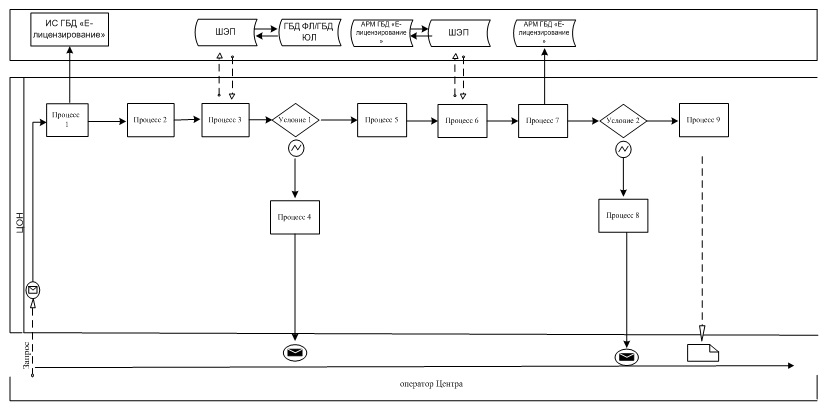 ИС ГБД «Е-
лицензирование»
ШЭП
ГБД ФЛ/ГБД
ЮЛ
АРМ ГБД «Е-
лицензирование
»
ШЭП
АРМ ГБД «Е-
лицензирование
»
Процесс
1
Процесс 2
Процесс 3
Условие 1
Процесс 5
Процесс 6
Процесс 7
Условие 2
Процесс 9
Процесс 4
Процесс 8
ЦОН
Запрос
оператор Центра